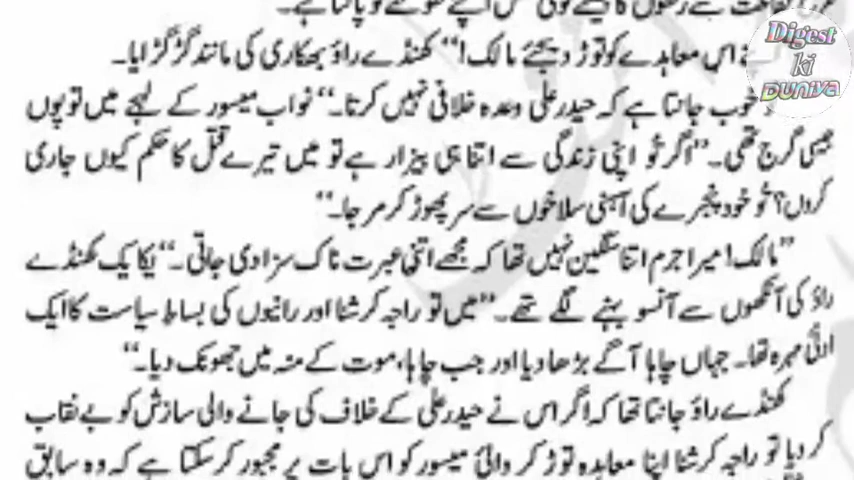 Digest
ki
Duniya
اس معاہدے کو توڑ دیجئے مالک!“ کھنڈے راؤ بھکاری کی مانند گڑگڑایا۔
خوب جانتا ہے کہ حیدر علی وعدہ خلافی نہیں کرتا۔“ نواب میسور کے لہجے میں توپوں
جیسی گرج تھی۔ ”اگر تُو اپنی زندگی سے اتنا ہی بیزار ہے تو میں تیرے قتل کا حکم کیوں جاری
کروں؟ تُو خود پنجرے کی آہنی سلاخوں سے سر پھوڑ کر مر جا۔“
”مالک! میرا جرم اتنا سنگین نہیں تھا کہ مجھے اتنی عبرت ناک سزا دی جاتی۔“ یکایک کھنڈے
راؤ کی آنکھوں سے آنسو بہنے لگے تھے۔ ”میں تو راجہ کرشنا اور رانیوں کی بساط سیاست کا ایک
ادنیٰ مہرہ تھا۔ جہاں چاہا آگے بڑھا دیا اور جب چاہا، موت کے منہ میں جھونک دیا۔“
کھنڈے راؤ جانتا تھا کہ اگر اس نے حیدر علی کے خلاف کی جانے والی سازش کو بے نقاب
کر دیا تو راجہ کرشنا اپنا معاہدہ توڑ کر والئ میسور کو اس بات پر مجبور کر سکتا ہے کہ وہ سابق